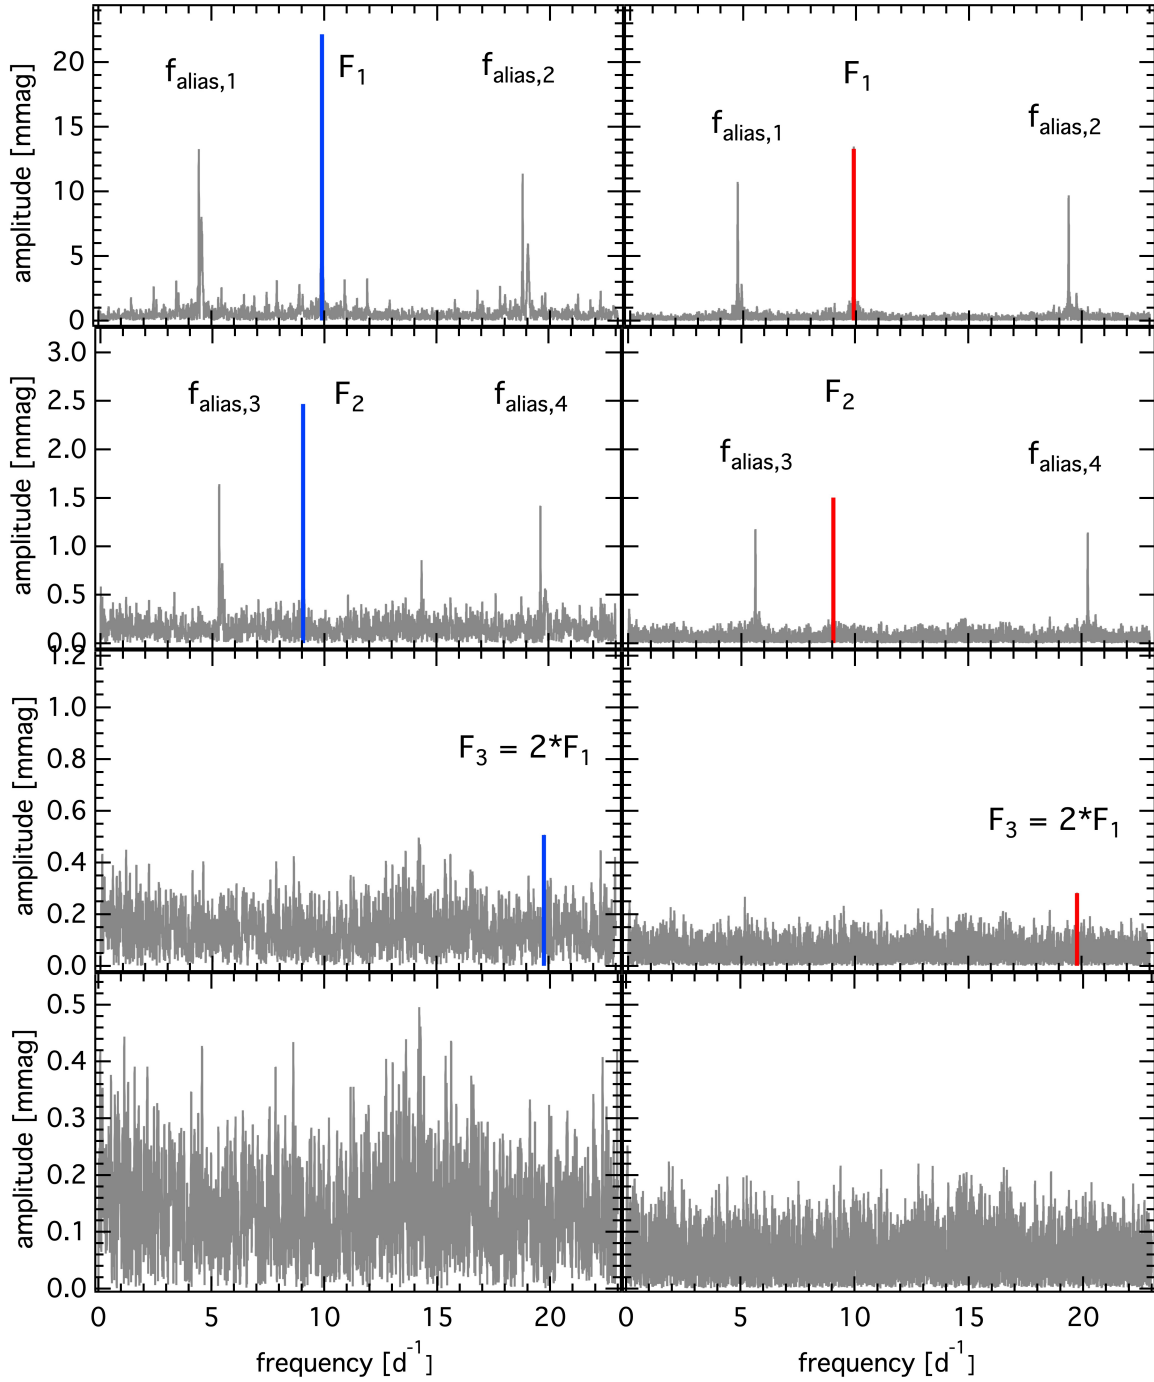 amplitude [mmag]
20
15
10
5
0
f_alias,1
F_1
f_alias,2
f_alias,1
F_1
f_alias,2
amplitude [mmag]
3.0
2.5
2.0
1.5
1.0
0.5
0.0
f_alias,3
F_2
f_alias,4
f_alias,3
F_2
f_alias,4
amplitude [mmag]
1.2
1.0
0.8
0.6
0.4
0.2
0.0
F_3 = 2*F_1
F_3 = 2*F_1
amplitude [mmag]
0.5
0.4
0.3
0.2
0.1
0.0
0 5 10 15 20
0 5 10 15 20
frequency [d^-1]
frequency [d^-1]